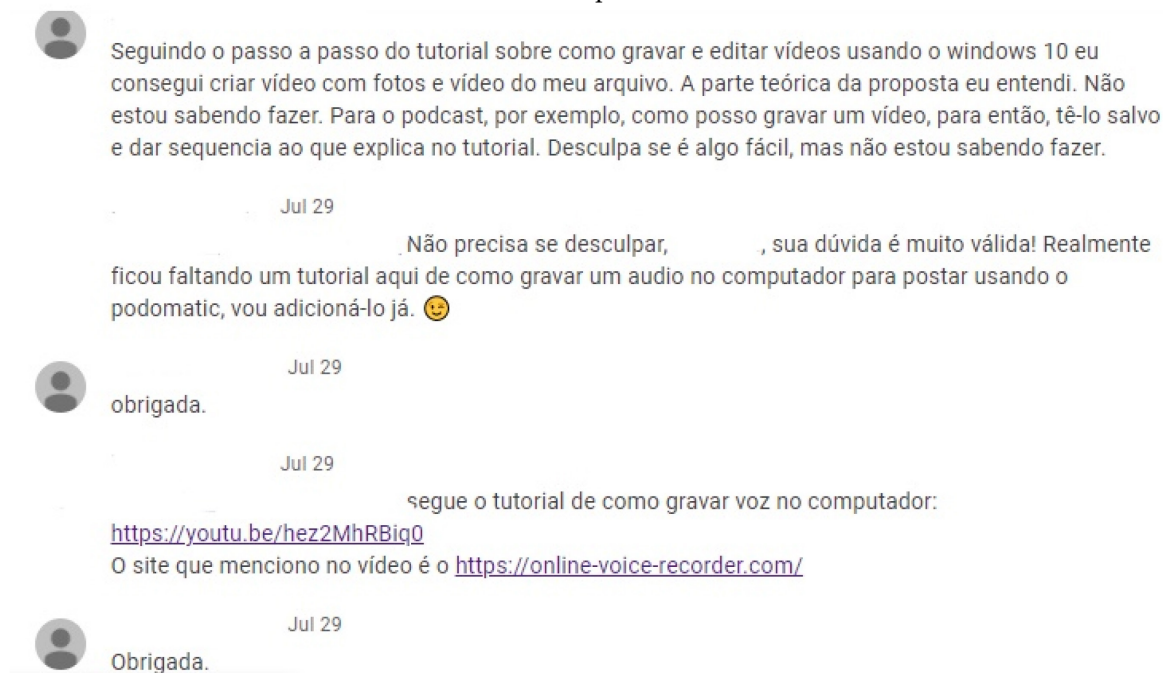 Seguindo o passo a passo do tutorial sobre como gravar e editar vídeos usando o windows 10 eu
consegui criar vídeo com fotos e vídeo do meu arquivo. A parte teórica da proposta eu entendi. Não
estou sabendo fazer. Para o podcast, por exemplo, como posso gravar um vídeo, para então, tê-lo salvo
e dar sequencia ao que explica no tutorial. Desculpa se é algo fácil, mas não estou sabendo fazer.
Jul 29
Não precisa se desculpar, , sua dúvida é muito válida! Realmente
ficou faltando um tutorial aqui de como gravar um audio no computador para postar usando o
podomatic, vou adicioná-lo já. 😉
Jul 29
obrigada.
Jul 29
segue o tutorial de como gravar voz no computador:
https://youtu.be/hez2MhRBiq0
O site que menciono no vídeo é o https://online-voice-recorder.com/
Jul 29
Obrigada.